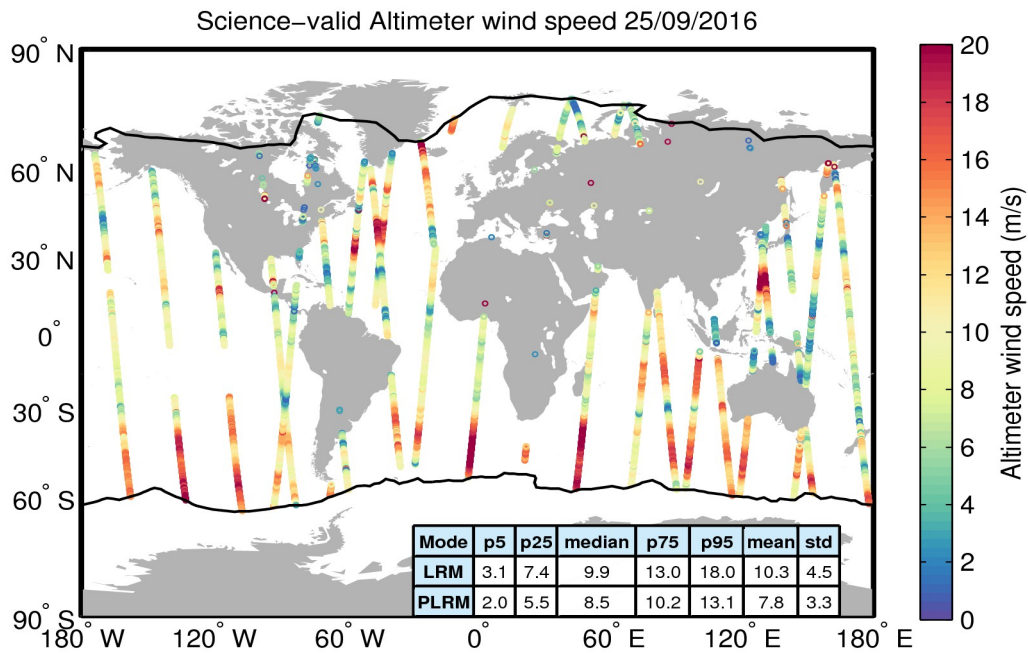 Science−valid Altimeter wind speed 25/09/2016
90° N
60° N
30° N
0°
30° S
60° S
90° S
180° W
120° W
60° W
0°
60° E
120° E
180° E
Mode p5 p25 median p75 p95 mean std
LRM 3.1 7.4 9.9 13.0 18.0 10.3 4.5
PLRM 2.0 5.5 8.5 10.2 13.1 7.8 3.3
20
18
16
14
12
10
8
6
4
2
0
Altimeter wind speed (m/s)